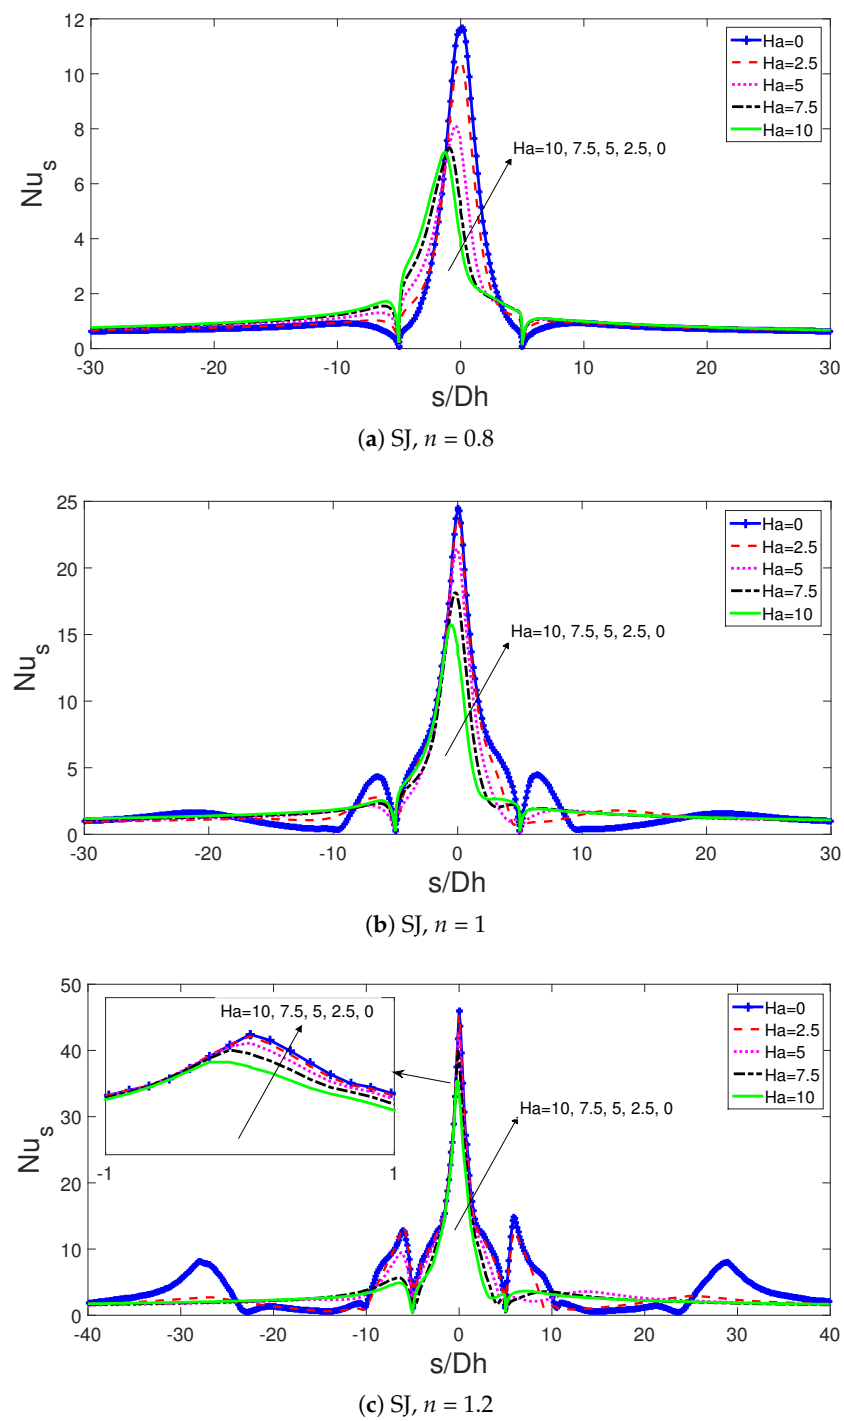 12
10
8
6
4
2
0
Nu_s
Ha=0
Ha=2.5
Ha=5
Ha=7.5
Ha=10
Ha=10, 7.5, 5, 2.5, 0
-30 -20 -10 0 10 20 30
s/Dh
(a) SJ, n = 0.8
25
20
15
10
5
0
Nu_s
Ha=0
Ha=2.5
Ha=5
Ha=7.5
Ha=10
Ha=10, 7.5, 5, 2.5, 0
-30 -20 -10 0 10 20 30
s/Dh
(b) SJ, n = 1
50
40
30
20
10
0
Nu_s
Ha=10, 7.5, 5, 2.5, 0
-1 1
Ha=0
Ha=2.5
Ha=5
Ha=7.5
Ha=10
Ha=10, 7.5, 5, 2.5, 0
-40 -30 -20 -10 0 10 20 30 40
s/Dh
(c) SJ, n = 1.2